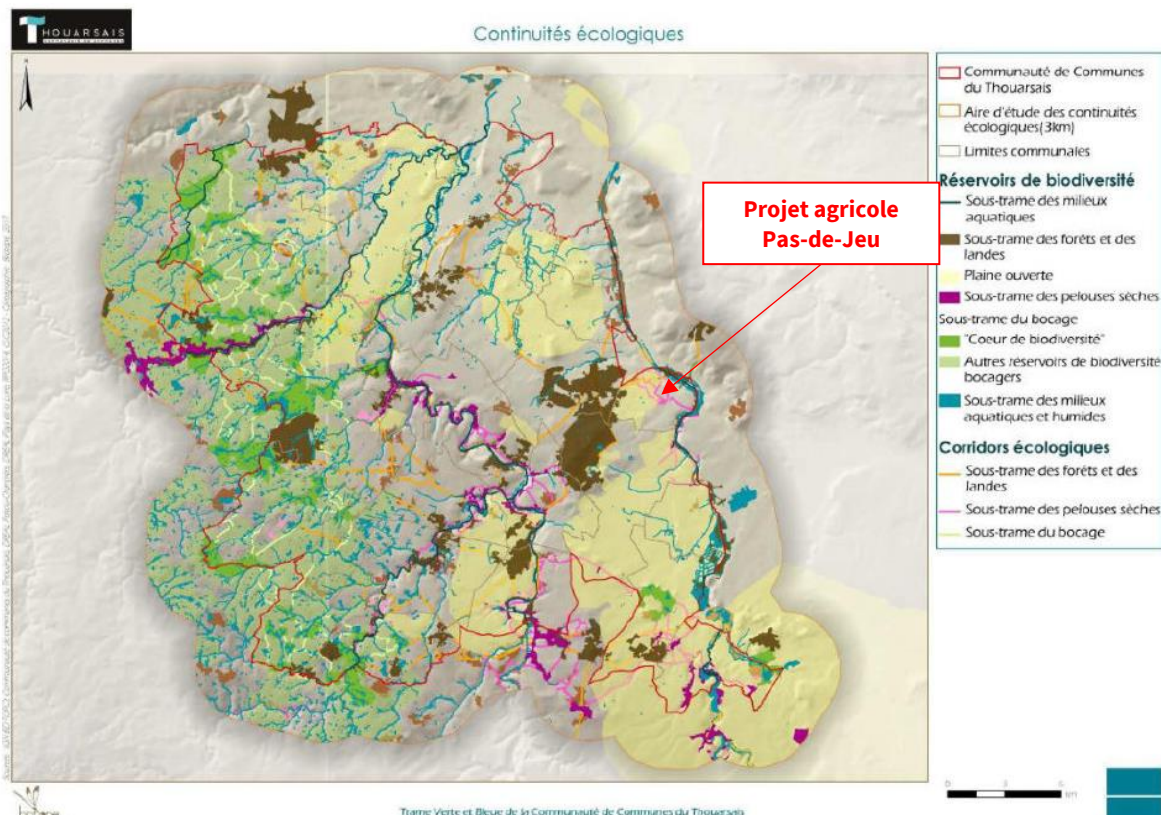 THOUARSAIS
Continuités écologiques
N
Projet agricole
Pas-de-Jeu
Communauté de Communes
du Thouarsais
Aire d'étude des continuités
écologiques(3km)
Limites communales
Réservoirs de biodiversité
Sous-trame des milieux
aquatiques
Sous-trame des forêts et des
landes
Plaine ouverte
Sous-trame des pelouses sèches
Sous-trame du bocage
"Coeur de biodiversité"
Autres réservoirs de biodiversité
bocagers
Sous-trame des milieux
aquatiques et humides
Corridors écologiques
Sous-trame des forêts et des
landes
Sous-trame des pelouses sèches
Sous-trame du bocage
Trame Verte et Bleue de la Communauté de Communes du Thouarsais